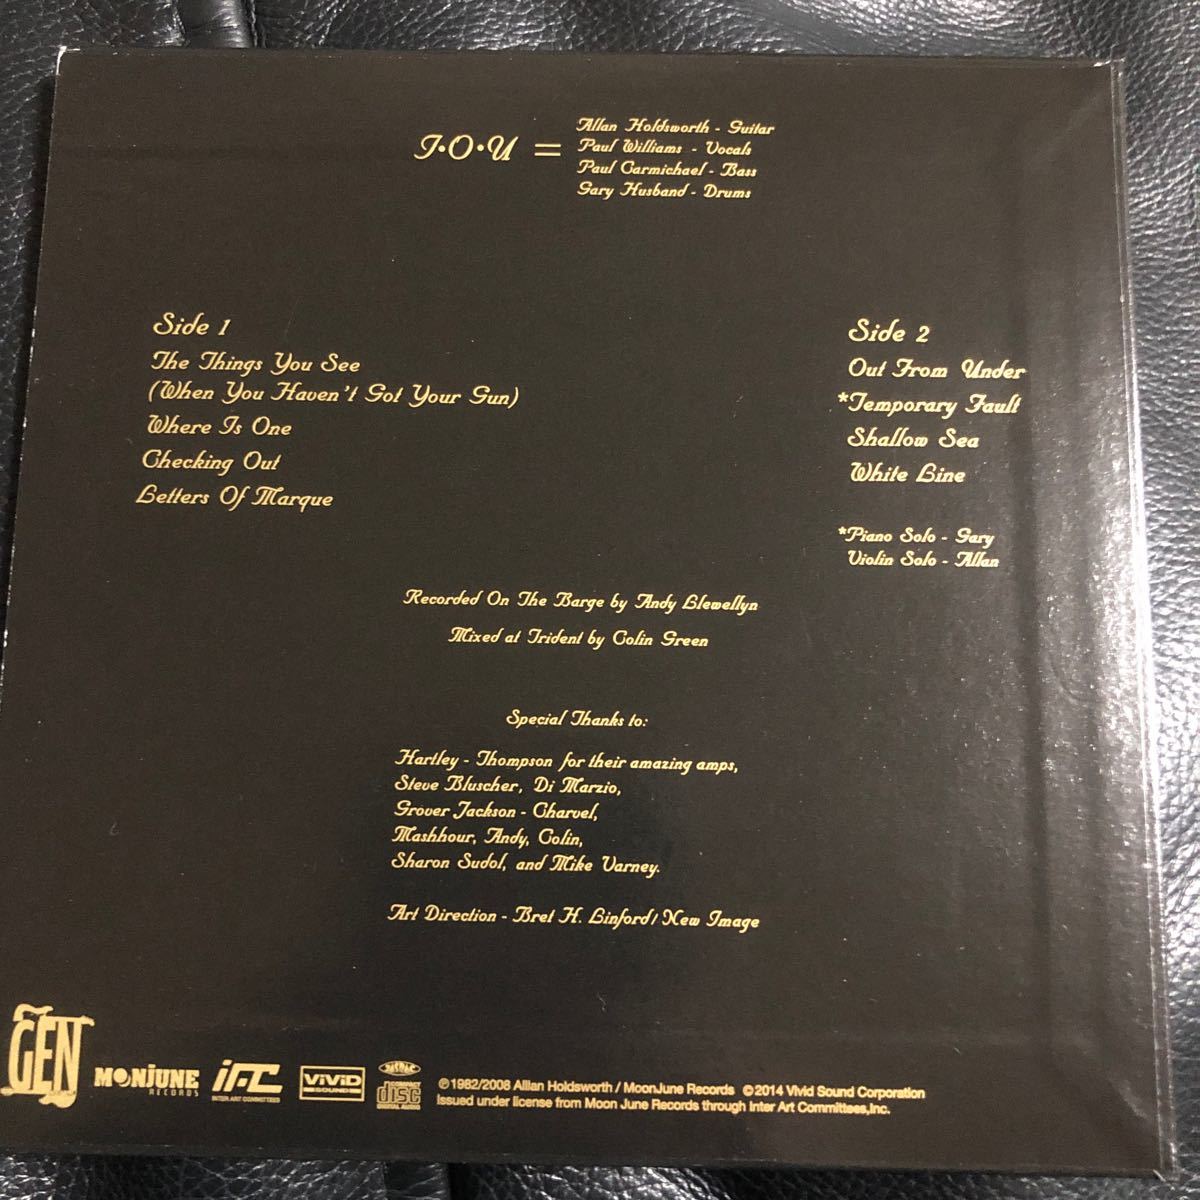 I·O·U =
Allan Holdsworth - Guitar
Paul Williams - Vocals
Paul Carmichael - Bass
Gary Husband - Drums
Side 1
The Things You See
(When You Haven't Got Your Gun)
Where Is One
Checking Out
Letters Of Marque
Side 2
Out From Under
*Temporary Fault
Shallow Sea
White Line
*Piano Solo - Gary
Violin Solo - Allan
Recorded On The Barge by Andy Llewellyn
Mixed at Trident by Colin Green
Special Thanks to:
Hartley - Thompson for their amazing amps,
Steve Bluscher, Di Marzio,
Grover Jackson - Charvel,
Mashhour, Andy, Colin,
Sharon Sudol, and Mike Varney.
Art Direction - Bret H. Linford/New Image
GEN
MOONJUNE
RECORDS
IAC
INTER ART COMMITTEES
ViViD
SOUND
COMPACT
disc
DIGITAL AUDIO
℗1982/2008 Alllan Holdsworth / MoonJune Records ©2014 Vivid Sound Corporation
Issued under license from Moon June Records through Inter Art Committees,Inc.